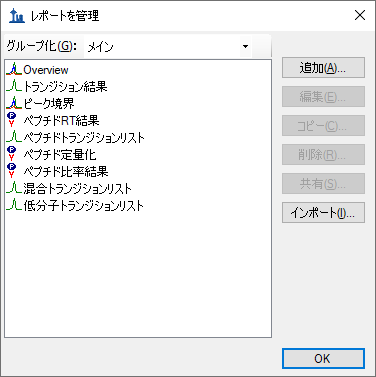 レポートを管理
グループ化(G): メイン
Overview
トランジション結果
ピーク境界
ペプチドRT結果
ペプチドトランジションリスト
ペプチド定量化
ペプチド比率結果
混合トランジションリスト
低分子トランジションリスト
追加(A)...
編集(E)...
コピー(C)...
削除(R)...
共有(S)...
インポート(I)...
OK